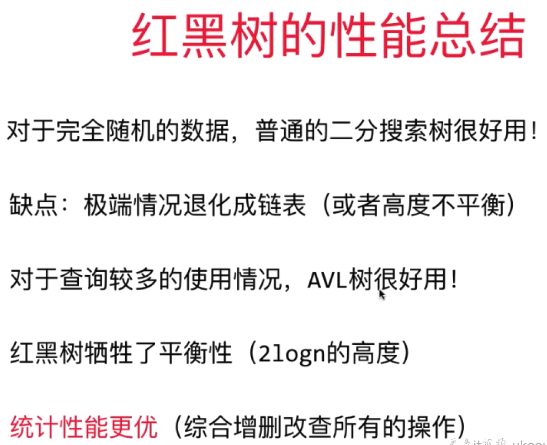 红黑树的性能总结
对于完全随机的数据，普通的二分搜索树很好用！
缺点：极端情况退化成链表（或者高度不平衡）
对于查询较多的使用情况，AVL树很好用！
红黑树牺牲了平衡性（2logn的高度）
统计性能更优（综合增删改查所有的操作）